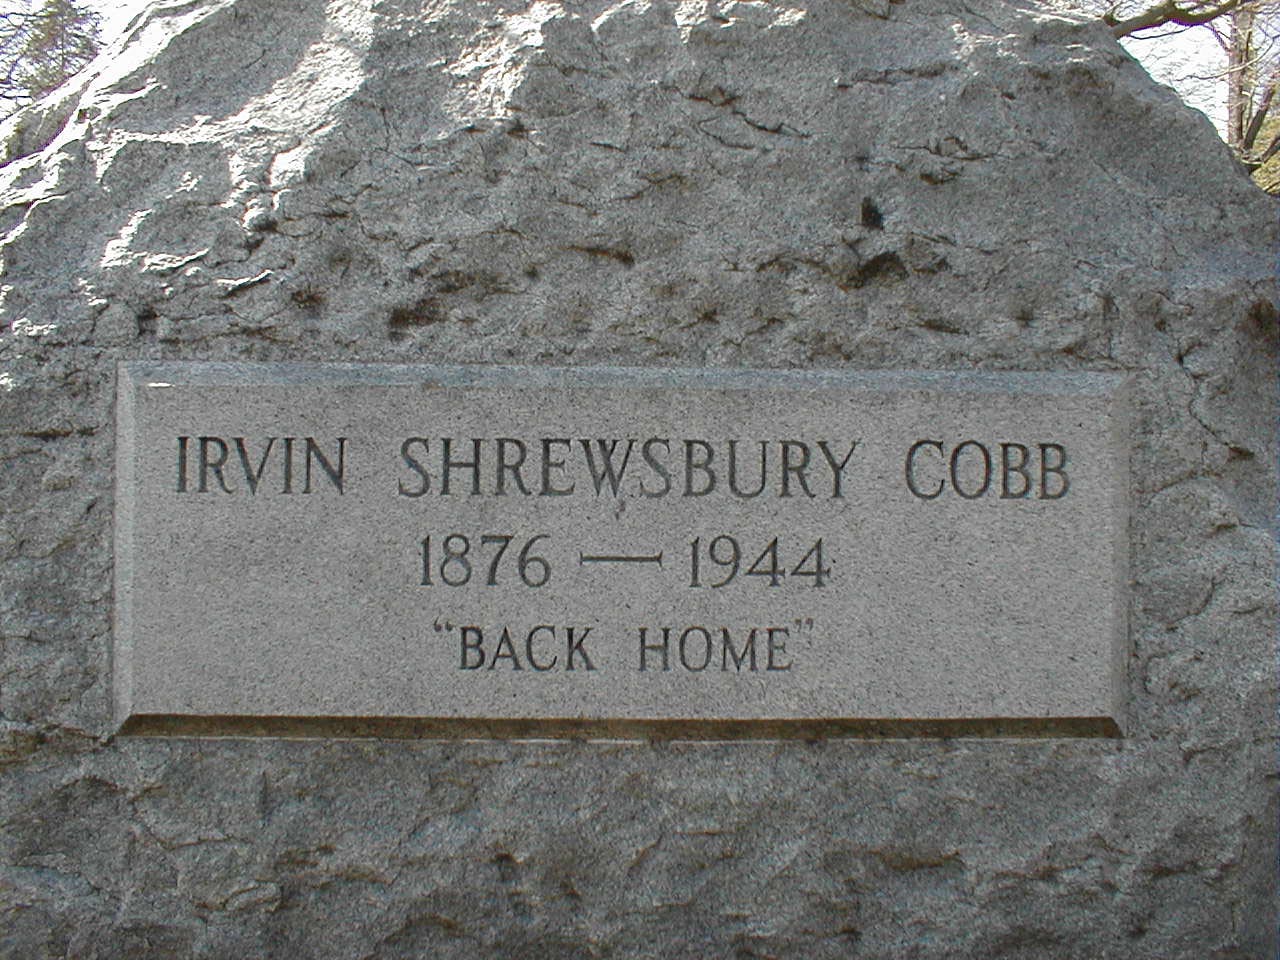 IRVIN SHREWSBURY COBB
1876 — 1944
“BACK HOME”